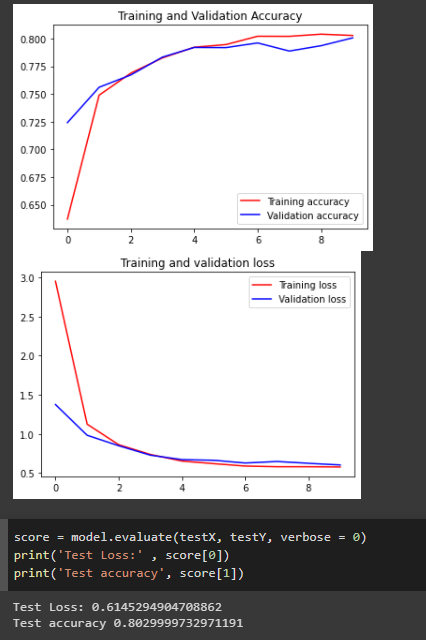 Training and Validation Accuracy
0.800
0.775
0.750
0.725
0.700
0.675
0.650
Training accuracy
Validation accuracy
0 2 4 6 8
Training and validation loss
3.0
2.5
2.0
1.5
1.0
0.5
Training loss
Validation loss
0 2 4 6 8
score = model.evaluate(testX, testY, verbose = 0)
print('Test Loss:' , score[0])
print('Test accuracy', score[1])
Test Loss: 0.6145294904708862
Test accuracy 0.8029999732971191